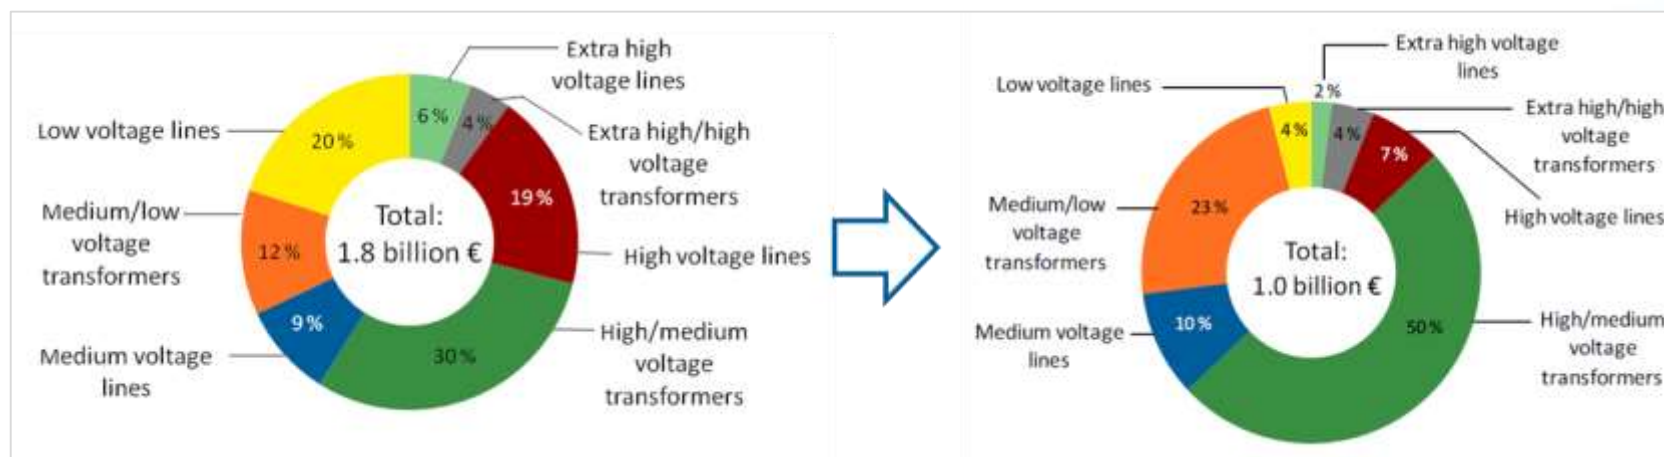 Extra high
voltage lines
6 %
4 %
Extra high/high
voltage
transformers
19 %
High voltage lines
High/medium
voltage
transformers
30 %
9 %
Medium voltage
lines
12 %
Medium/low
voltage
transformers
20 %
Low voltage lines
Total:
1.8 billion €
Extra high voltage
lines
2 %
4 %
Extra high/high
voltage
transformers
7 %
High voltage lines
50 %
High/medium
voltage
transformers
10 %
Medium voltage
lines
23 %
Medium/low
voltage
transformers
4 %
Low voltage lines
Total:
1.0 billion €